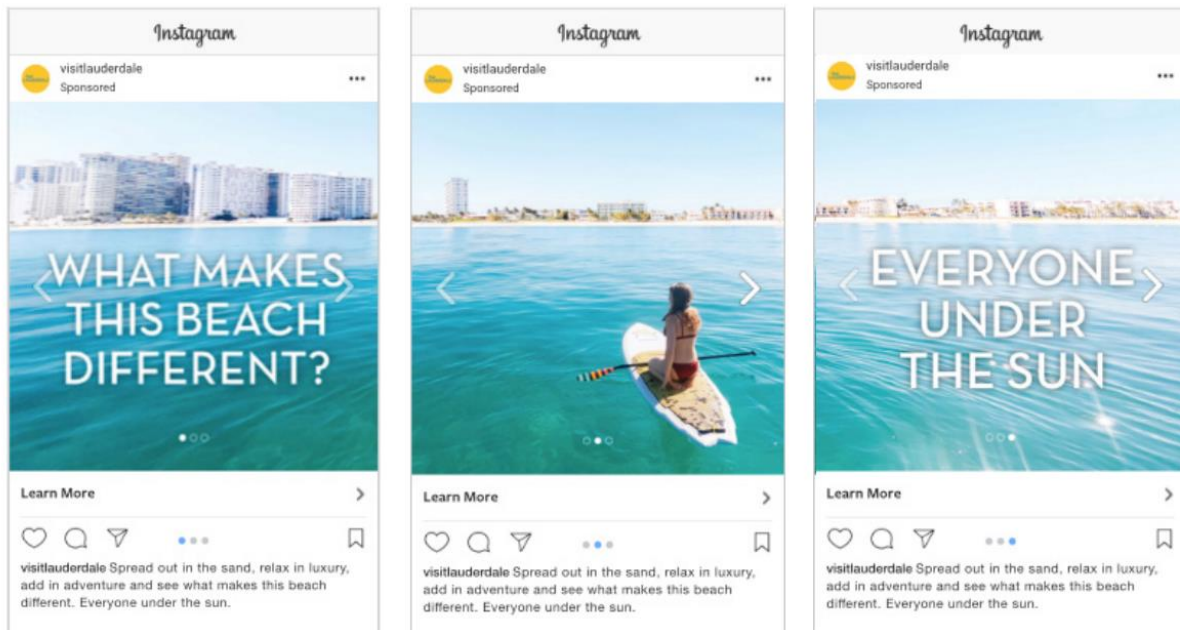 Instagram
visitlauderdale
Sponsored
WHAT MAKES
THIS BEACH
DIFFERENT?
Learn More
visitlauderdale Spread out in the sand, relax in luxury,
add in adventure and see what makes this beach
different. Everyone under the sun.
Instagram
visitlauderdale
Sponsored
Learn More
visitlauderdale Spread out in the sand, relax in luxury,
add in adventure and see what makes this beach
different. Everyone under the sun.
Instagram
visitlauderdale
Sponsored
EVERYONE
UNDER
THE SUN
Learn More
visitlauderdale Spread out in the sand, relax in luxury,
add in adventure and see what makes this beach
different. Everyone under the sun.